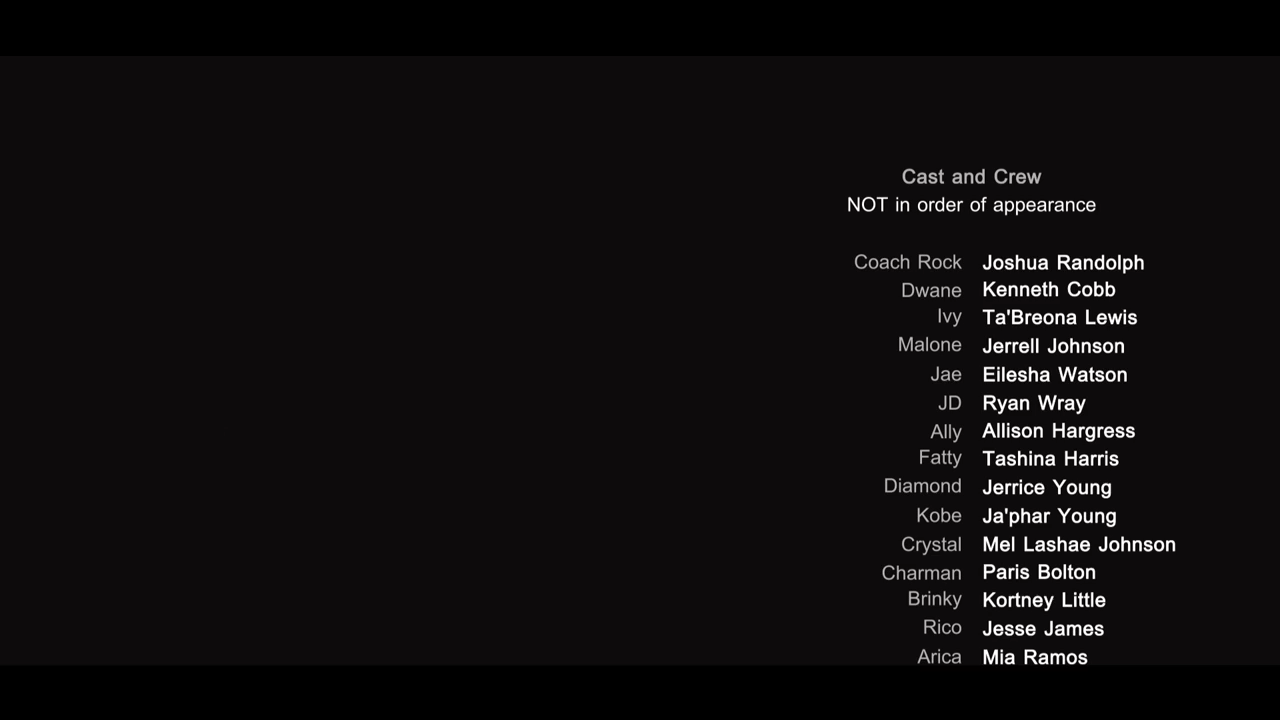 Cast and Crew
NOT in order of appearance
Coach Rock Joshua Randolph
Dwane Kenneth Cobb
Ivy Ta'Breona Lewis
Malone Jerrell Johnson
Jae Eilesha Watson
JD Ryan Wray
Ally Allison Hargress
Fatty Tashina Harris
Diamond Jerrice Young
Kobe Ja'phar Young
Crystal Mel Lashae Johnson
Charman Paris Bolton
Brinky Kortney Little
Rico Jesse James
Arica Mia Ramos